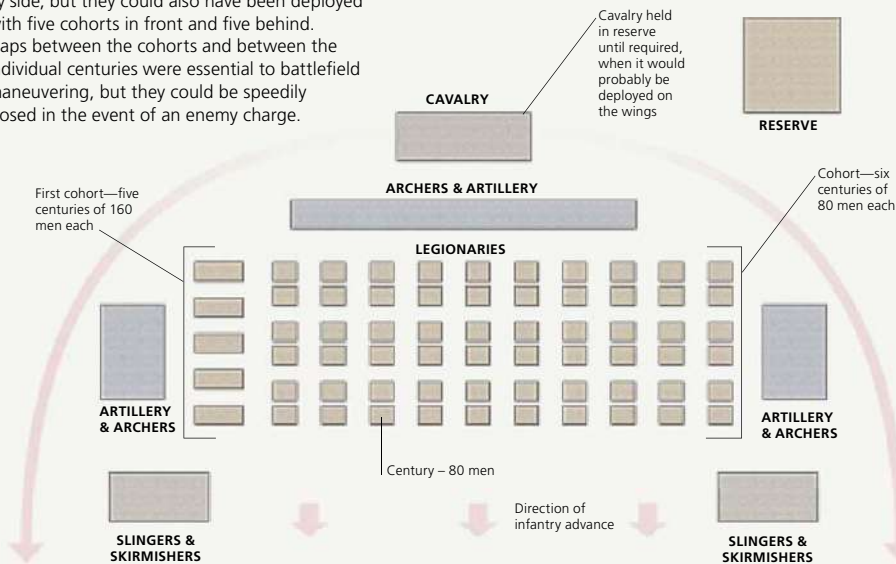 y side, but they could also have been deployed
with five cohorts in front and five behind.
aps between the cohorts and between the
dividual centuries were essential to battlefield
maneuvering, but they could be speedily
osed in the event of an enemy charge.
Cavalry held
in reserve
until required,
when it would
probably be
deployed on
the wings
CAVALRY
RESERVE
ARCHERS & ARTILLERY
First cohort—five
centuries of 160
men each
Cohort—six
centuries of
80 men each
LEGIONARIES
ARTILLERY
& ARCHERS
ARTILLERY
& ARCHERS
Century – 80 men
Direction of
infantry advance
SLINGERS &
SKIRMISHERS
SLINGERS &
SKIRMISHERS